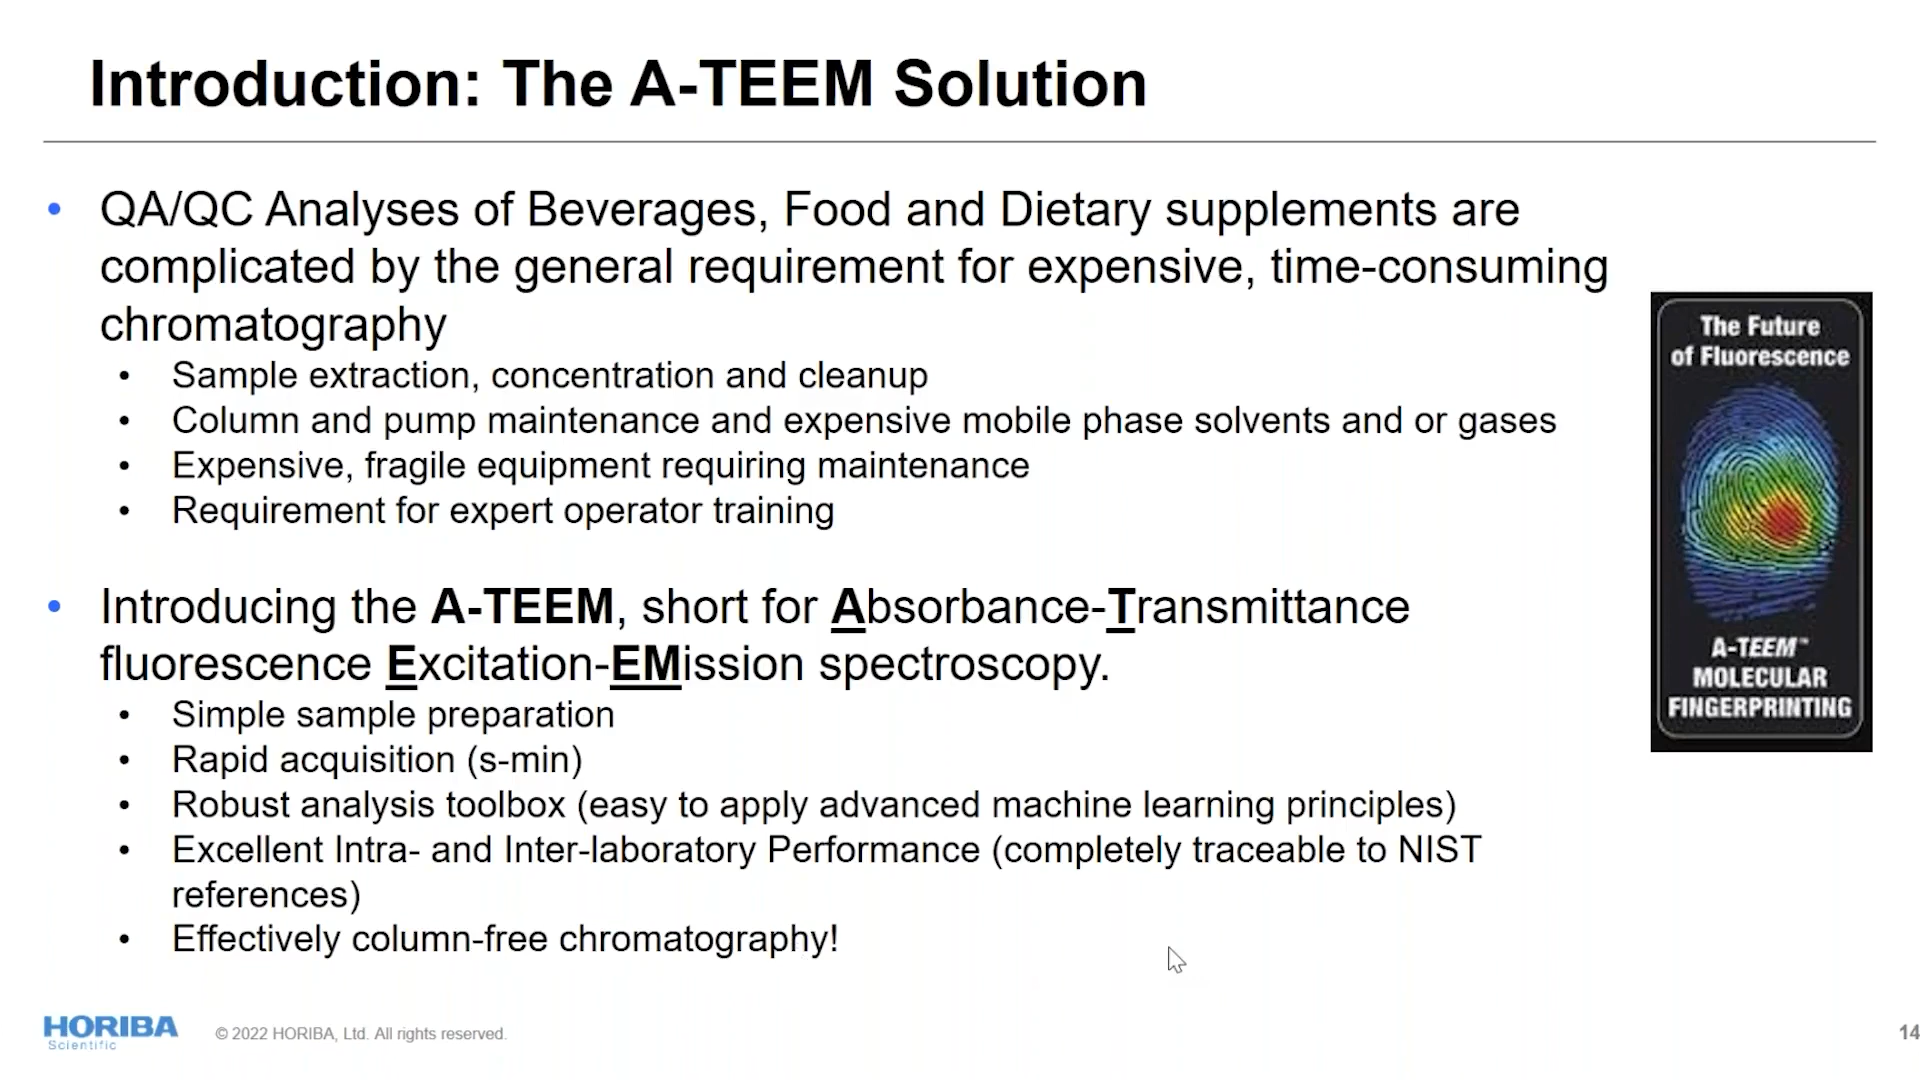 Introduction: The A-TEEM Solution
• QA/QC Analyses of Beverages, Food and Dietary supplements are
complicated by the general requirement for expensive, time-consuming
chromatography
• Sample extraction, concentration and cleanup
• Column and pump maintenance and expensive mobile phase solvents and or gases
• Expensive, fragile equipment requiring maintenance
• Requirement for expert operator training
• Introducing the A-TEEM, short for Absorbance-Transmittance
fluorescence Excitation-EMission spectroscopy.
• Simple sample preparation
• Rapid acquisition (s-min)
• Robust analysis toolbox (easy to apply advanced machine learning principles)
• Excellent Intra- and Inter-laboratory Performance (completely traceable to NIST
references)
• Effectively column-free chromatography!
The Future
of Fluorescence
A-TEEM™
MOLECULAR
FINGERPRINTING
HORIBA
Scientific
© 2022 HORIBA, Ltd. All rights reserved.
14